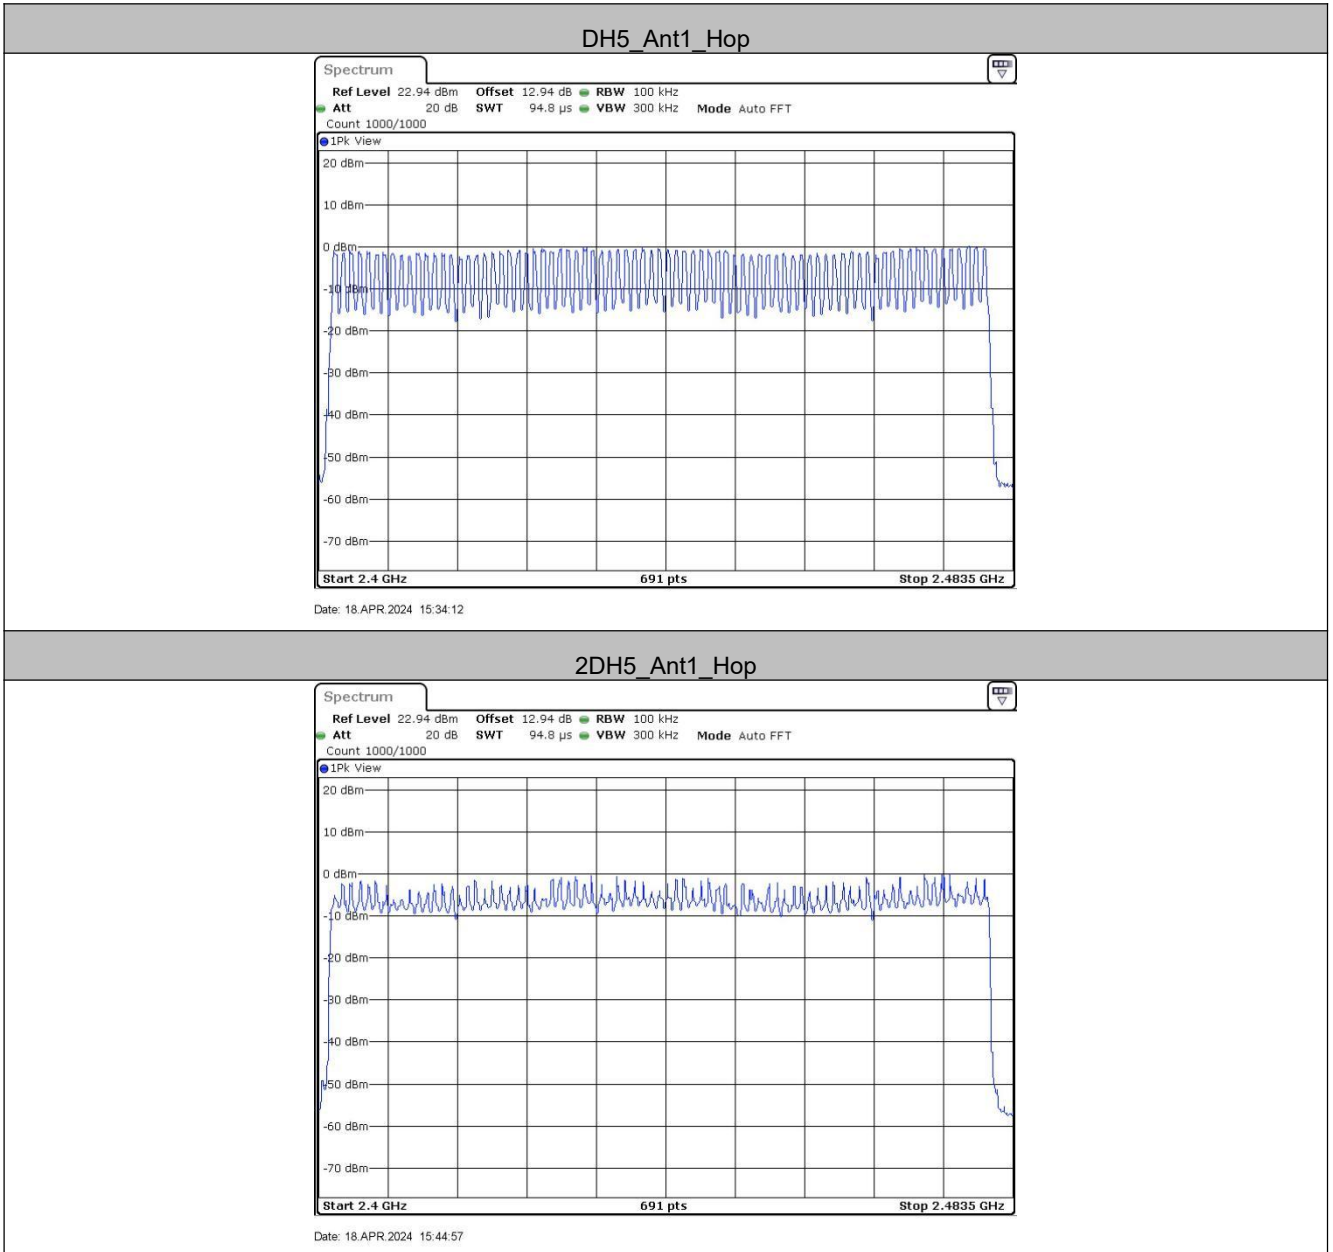 DH5_Ant1_Hop
Spectrum
Ref Level 22.94 dBm Offset 12.94 dB RBW 100 kHz
Att 20 dB SWT 94.8 µs VBW 300 kHz Mode Auto FFT
Count 1000/1000
1Pk View
20 dBm
10 dBm
0 dBm
-10 dBm
-20 dBm
-30 dBm
-40 dBm
-50 dBm
-60 dBm
-70 dBm
Start 2.4 GHz 691 pts Stop 2.4835 GHz
Date: 18.APR.2024 15:34:12
2DH5_Ant1_Hop
Spectrum
Ref Level 22.94 dBm Offset 12.94 dB RBW 100 kHz
Att 20 dB SWT 94.8 µs VBW 300 kHz Mode Auto FFT
Count 1000/1000
1Pk View
20 dBm
10 dBm
0 dBm
-10 dBm
-20 dBm
-30 dBm
-40 dBm
-50 dBm
-60 dBm
-70 dBm
Start 2.4 GHz 691 pts Stop 2.4835 GHz
Date: 18.APR.2024 15:44:57